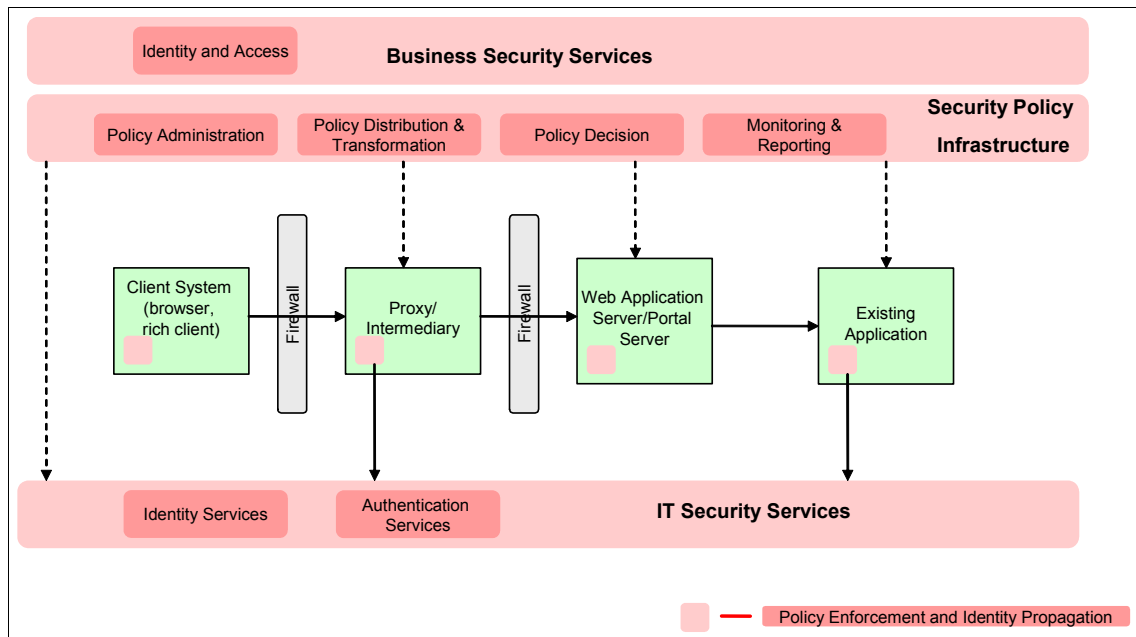 Identity and Access
Business Security Services
Security Policy
Infrastructure
Policy Administration
Policy Distribution &
Transformation
Policy Decision
Monitoring &
Reporting
Client System
(browser,
rich client)
Firewall
Proxy/
Intermediary
Firewall
Web Application
Server/Portal
Server
Existing
Application
Identity Services
Authentication
Services
IT Security Services
Policy Enforcement and Identity Propagation